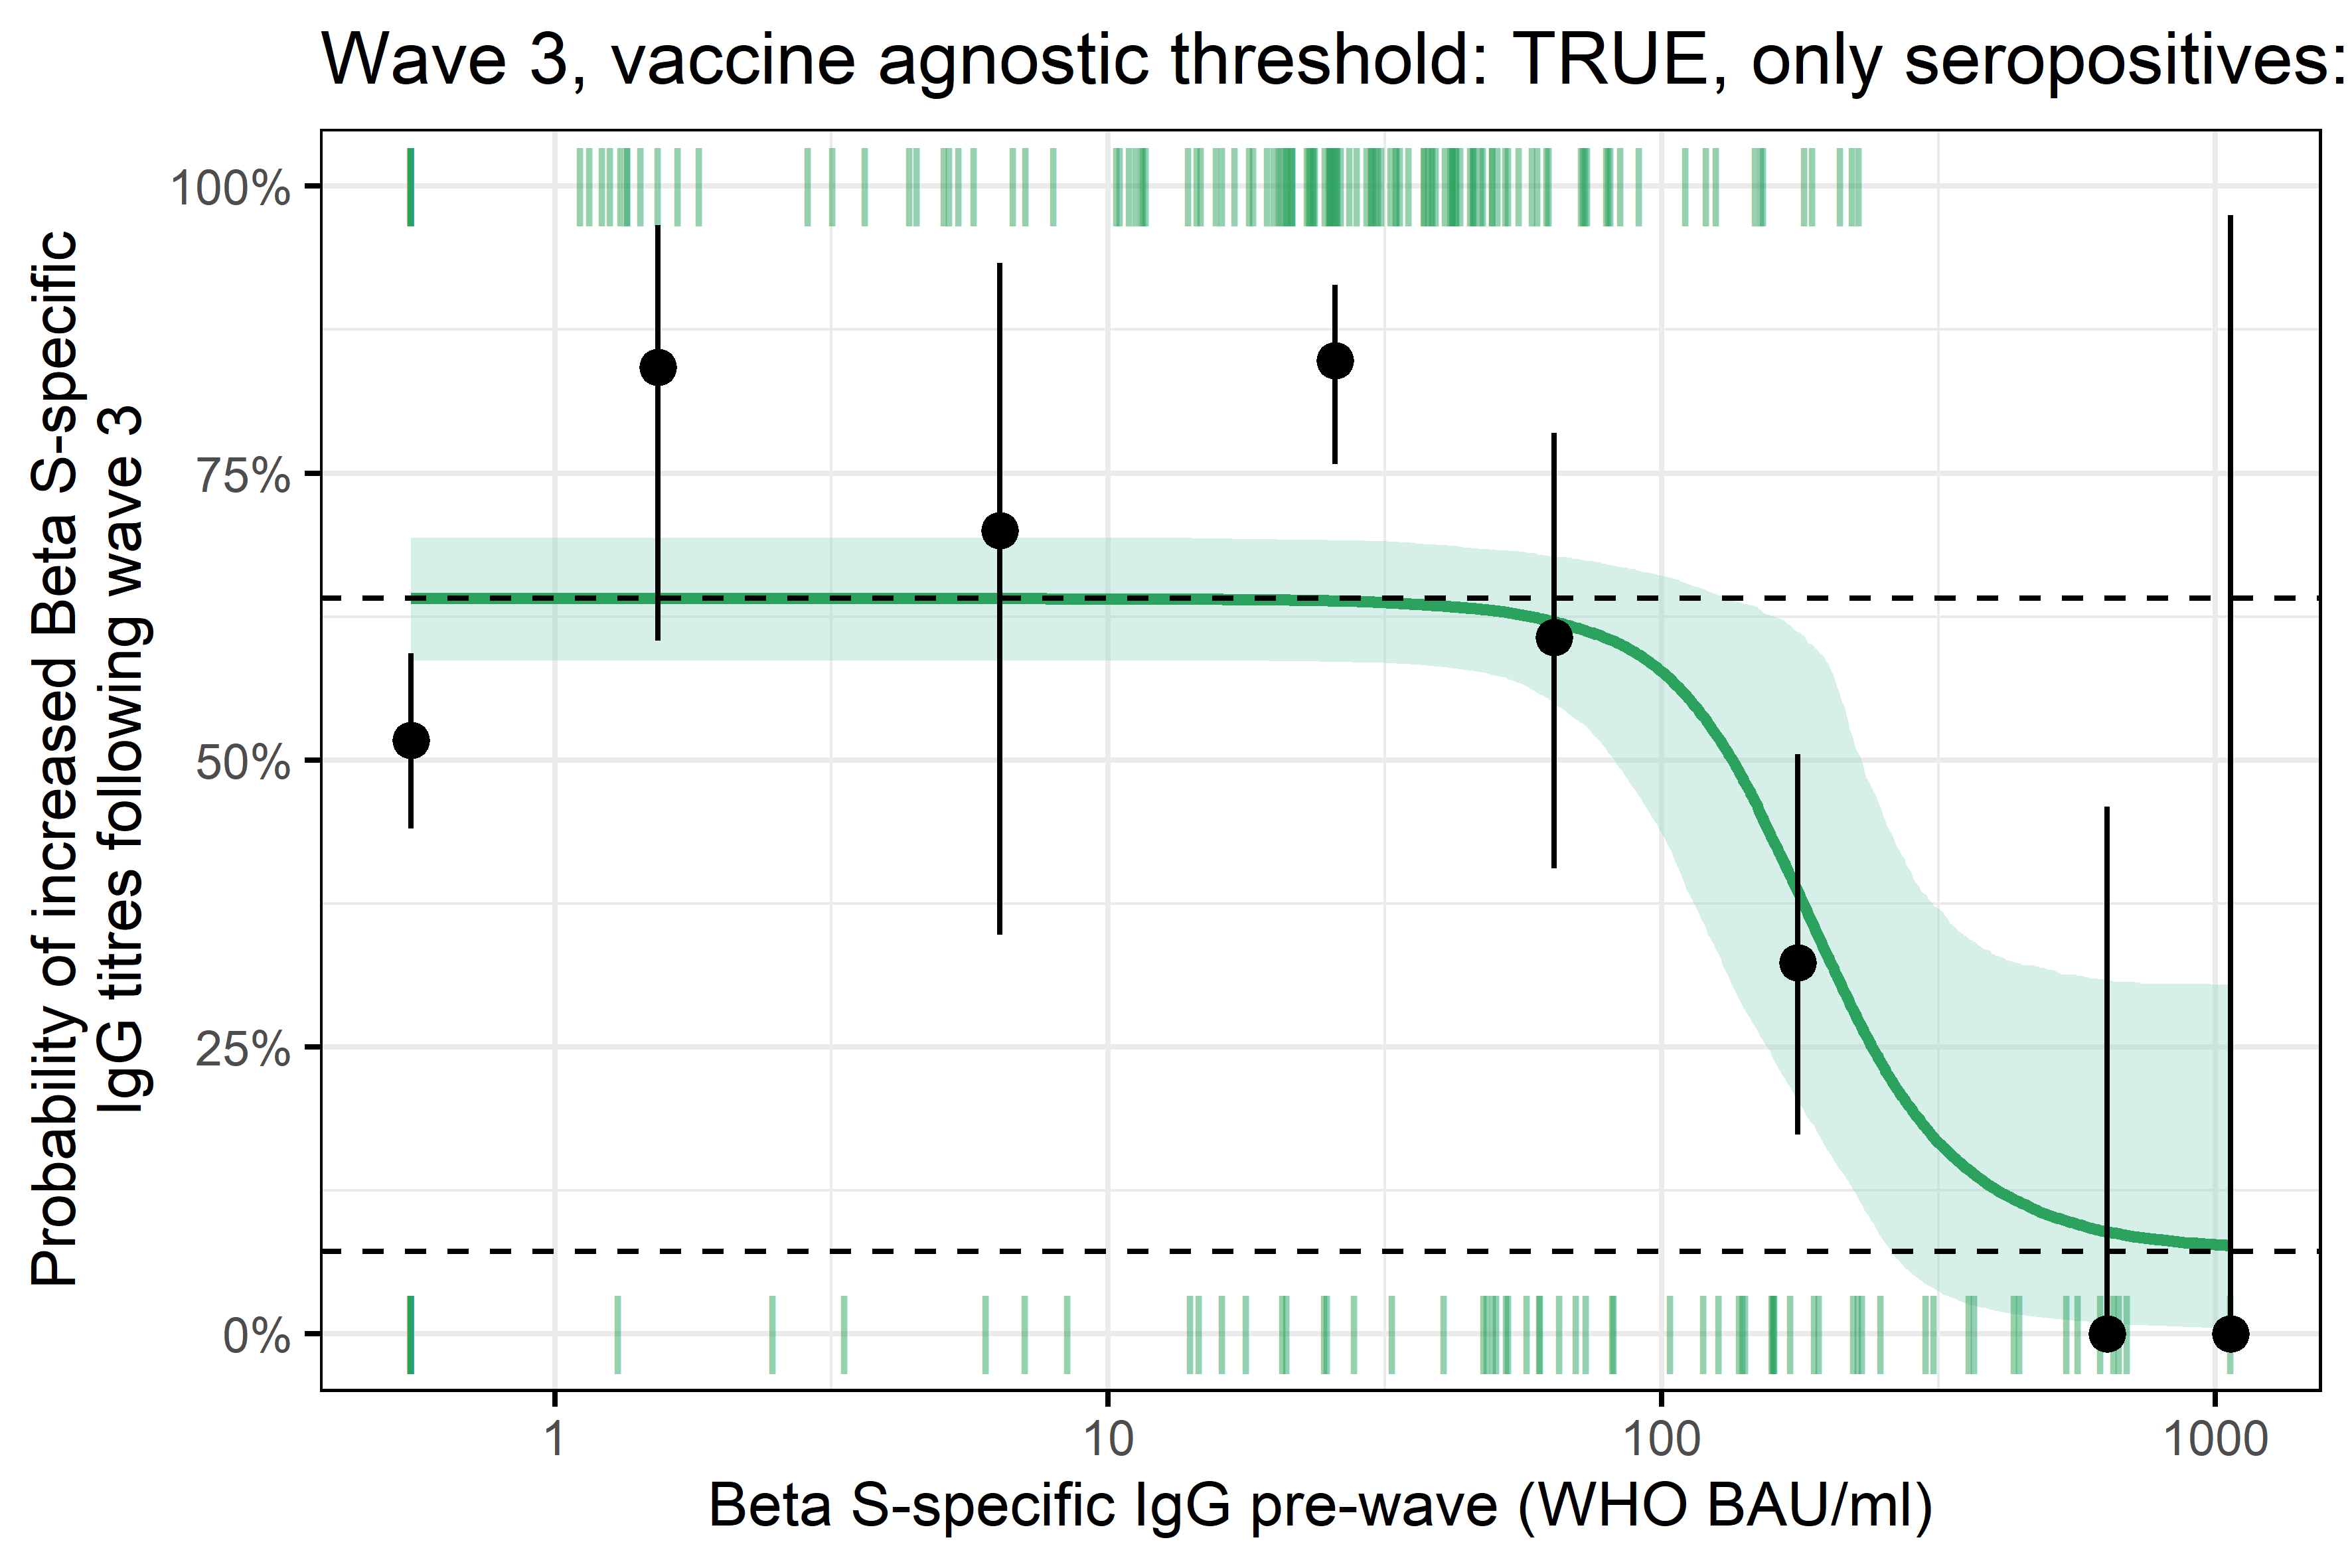 Wave 3, vaccine agnostic threshold: TRUE, only seropositives:
Probability of increased Beta S-specific
IgG titres following wave 3
100%
75%
50%
25%
0%
1
10
100
1000
Beta S-specific IgG pre-wave (WHO BAU/ml)